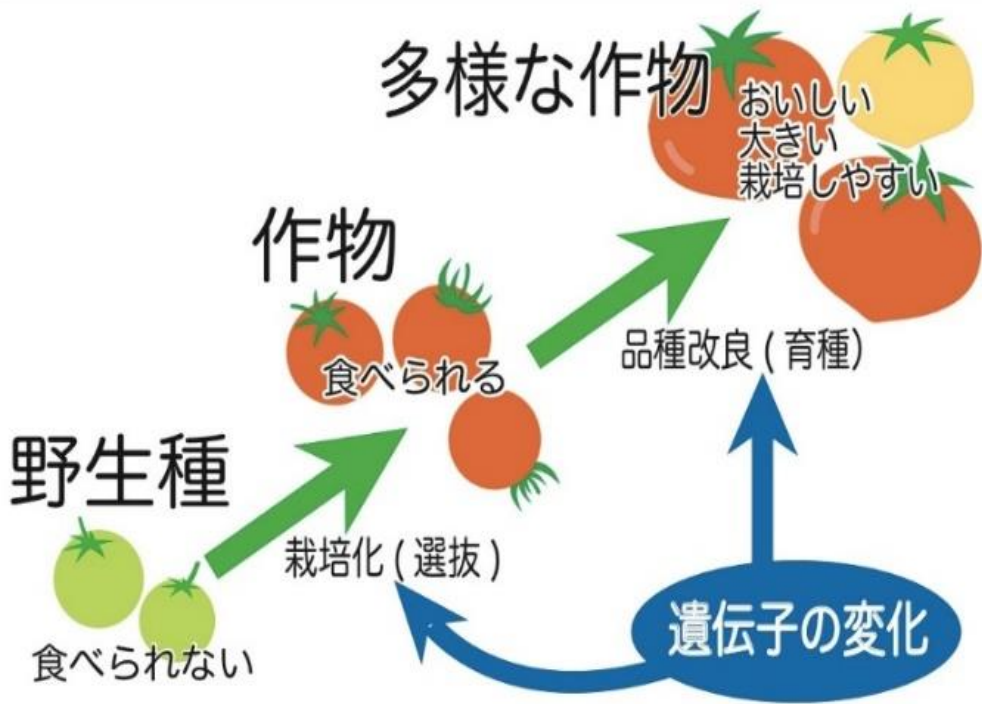 多様な作物
おいしい
大きい
栽培しやすい
作物
食べられる
品種改良 ( 育種)
野生種
栽培化 ( 選抜 )
食べられない
遺伝子の変化